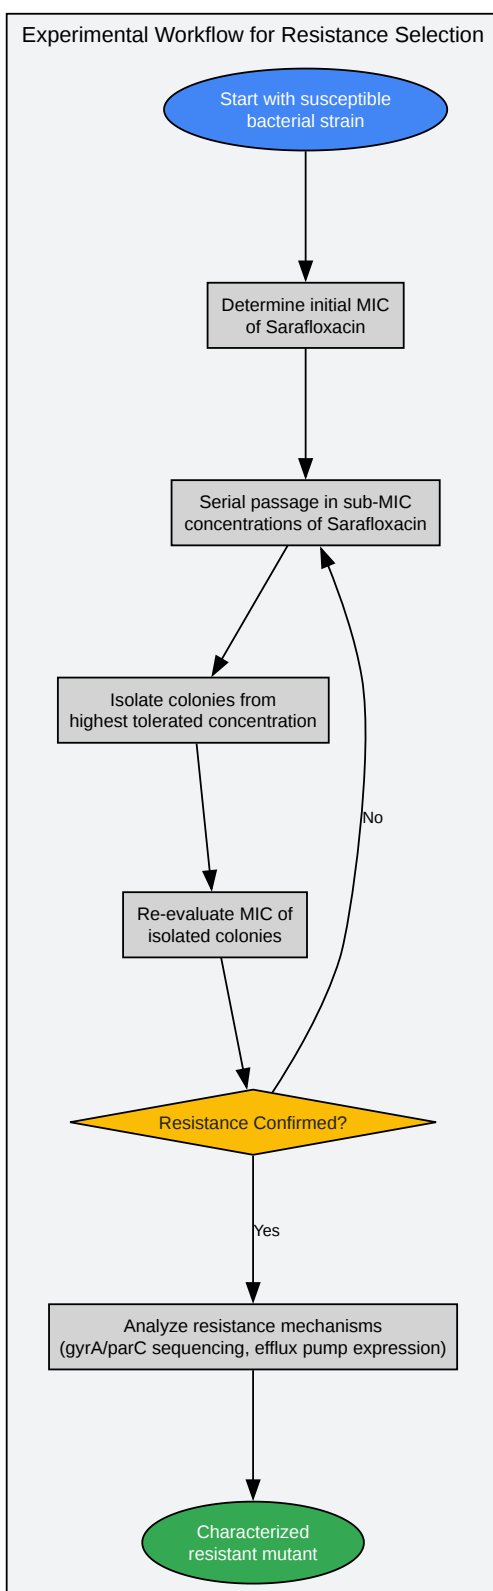 Experimental Workflow for Resistance Selection
Start with susceptible
bacterial strain
Determine initial MIC
of Sarafloxacin
Serial passage in sub-MIC
concentrations of Sarafloxacin
Isolate colonies from
highest tolerated concentration
No
Re-evaluate MIC of
isolated colonies
Resistance Confirmed?
Yes
Analyze resistance mechanisms
(gyrA/parC sequencing, efflux pump expression)
Characterized
resistant mutant